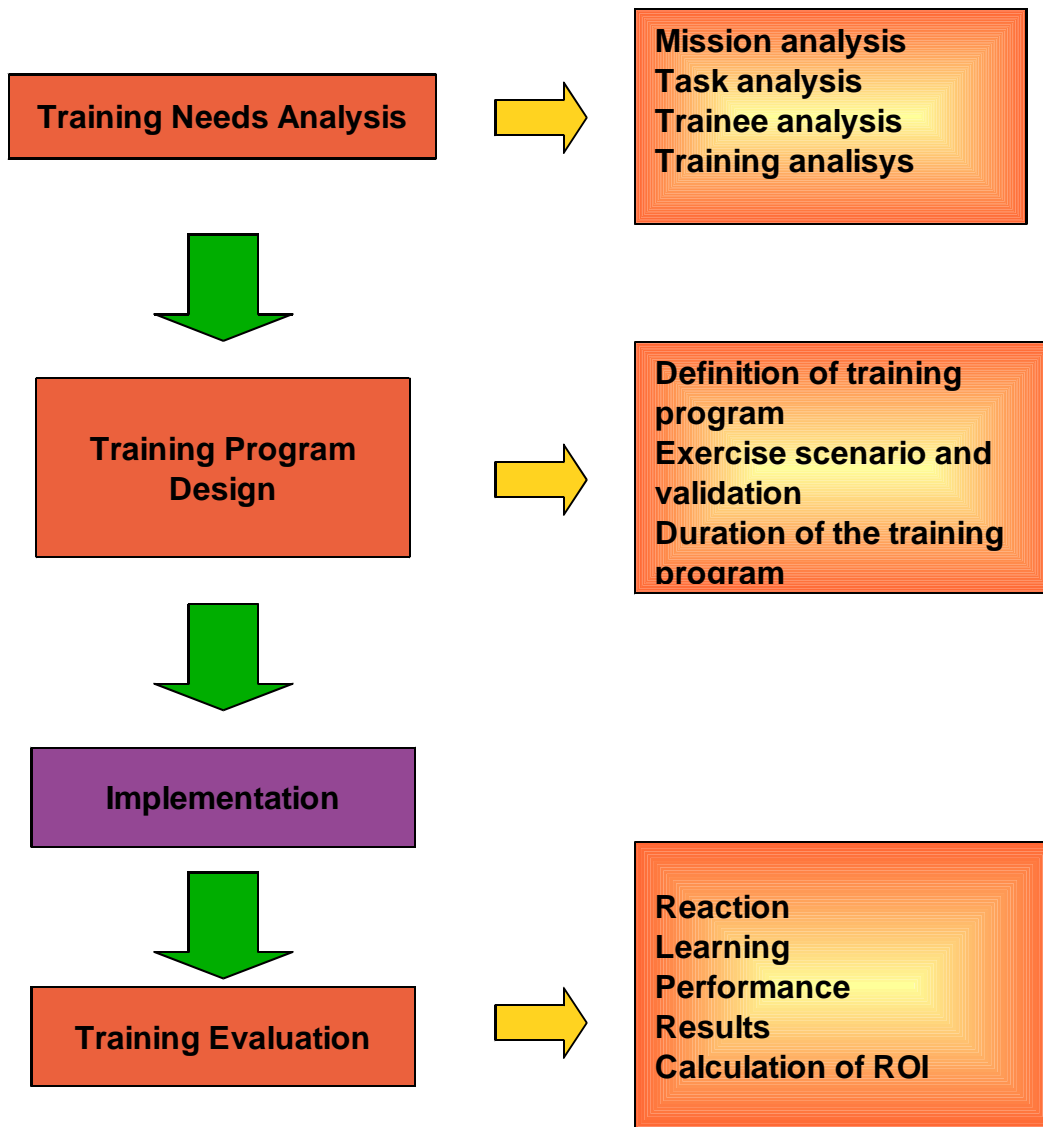 Training Needs Analysis
Mission analysis
Task analysis
Trainee analysis
Training analisys
Training Program
Design
Definition of training
program
Exercise scenario and
validation
Duration of the training
program
Implementation
Training Evaluation
Reaction
Learning
Performance
Results
Calculation of ROI